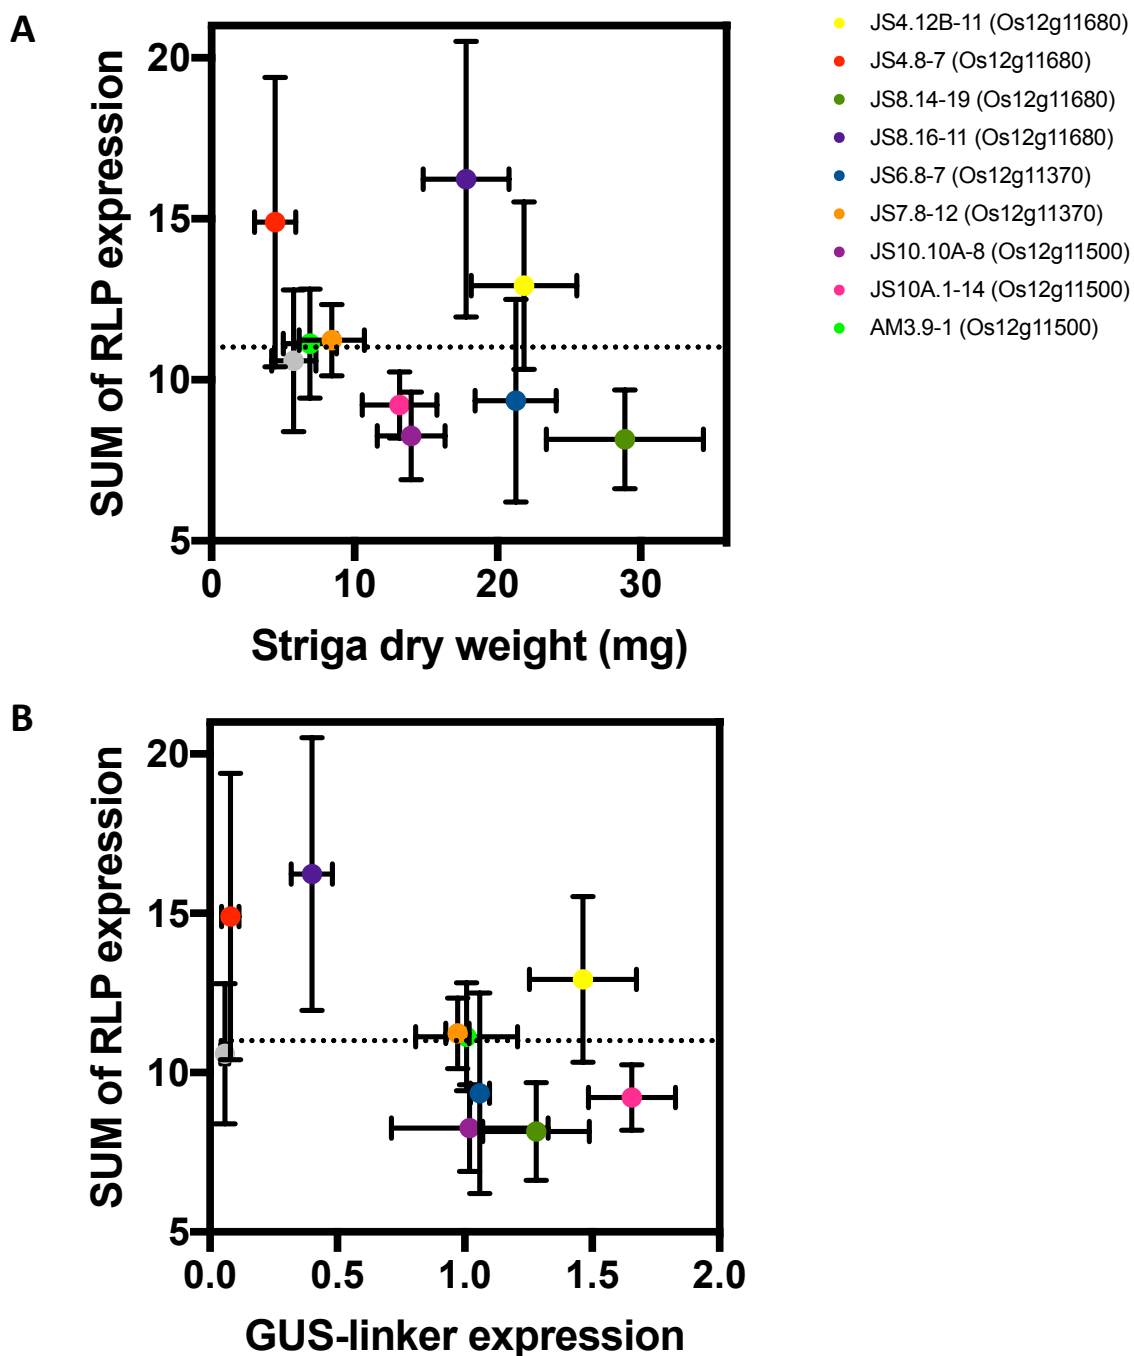 A
SUM of RLP expression
20
15
10
5
0 10 20 30
Striga dry weight (mg)
JS4.12B-11 (Os12g11680)
JS4.8-7 (Os12g11680)
JS8.14-19 (Os12g11680)
JS8.16-11 (Os12g11680)
JS6.8-7 (Os12g11370)
JS7.8-12 (Os12g11370)
JS10.10A-8 (Os12g11500)
JS10A.1-14 (Os12g11500)
AM3.9-1 (Os12g11500)
B
SUM of RLP expression
20
15
10
5
0.0 0.5 1.0 1.5 2.0
GUS-linker expression